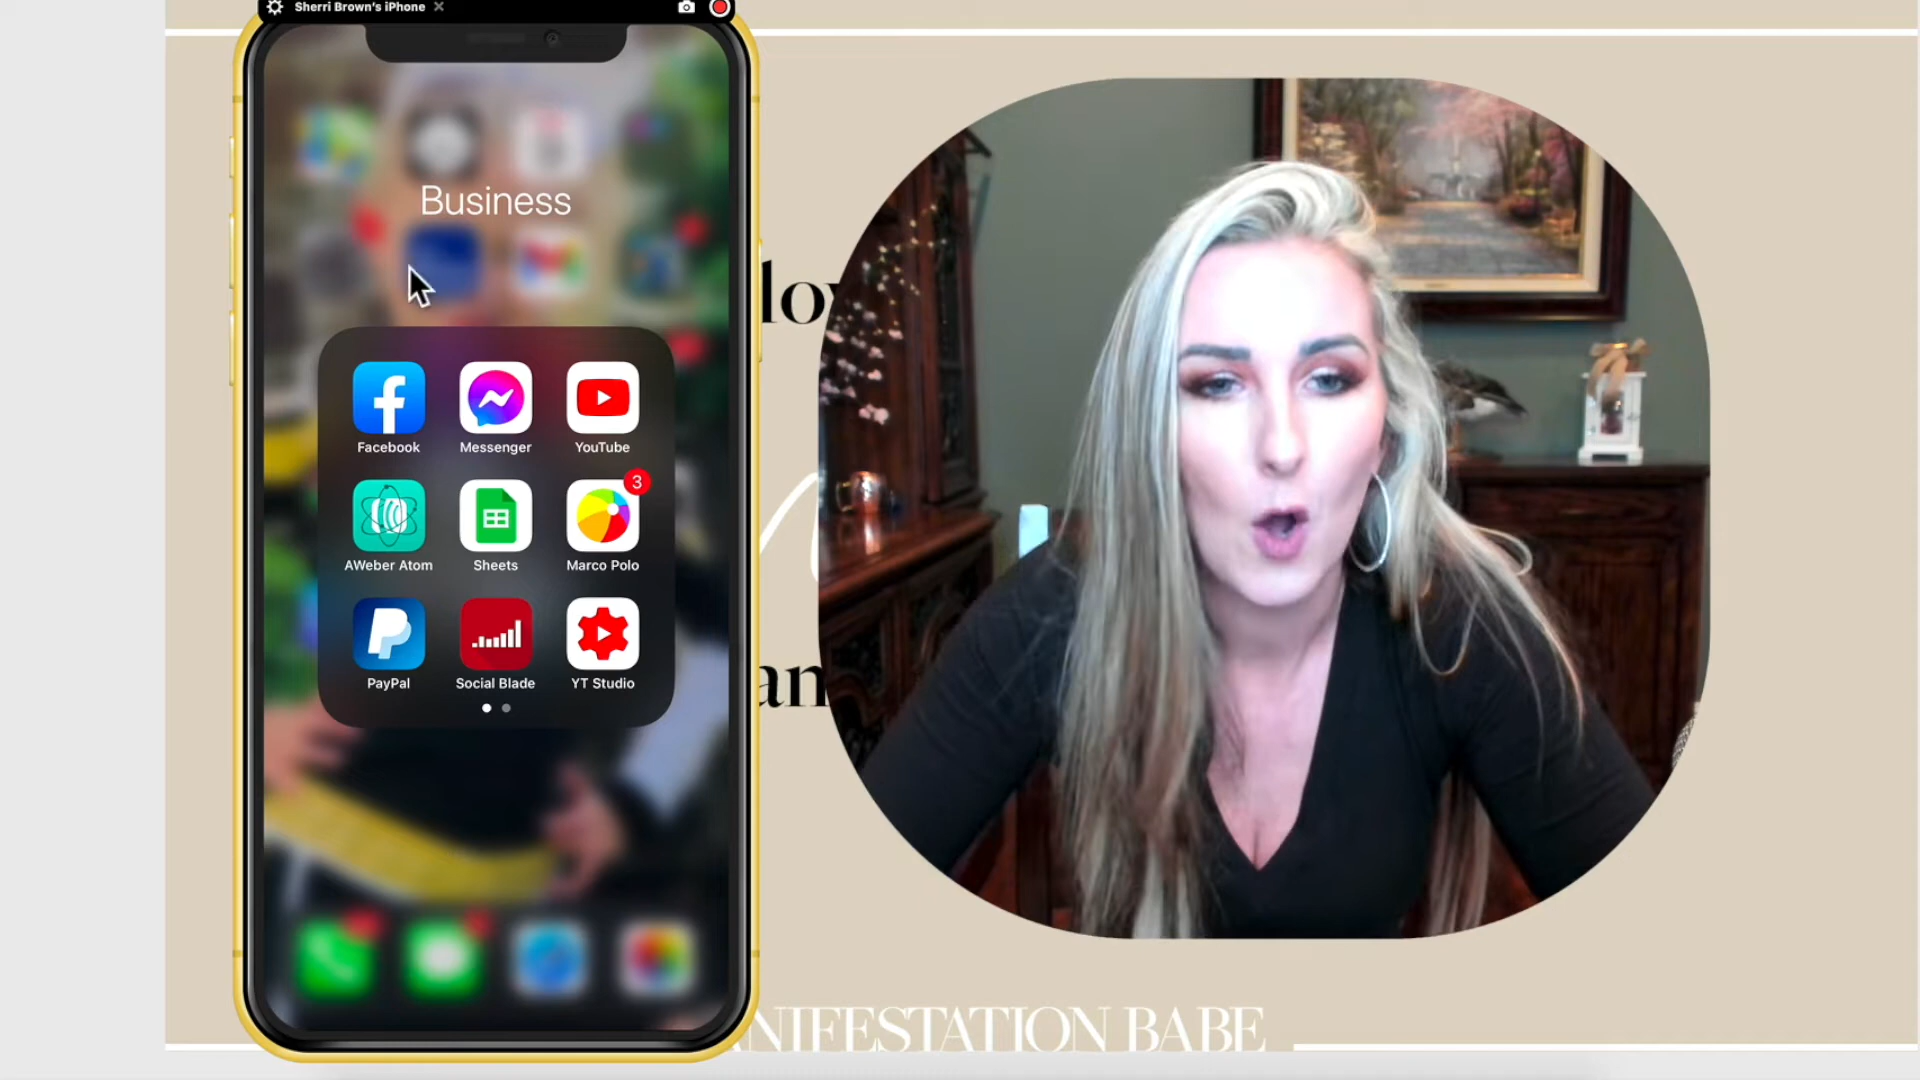 Sherri Brown's iPhone
Business
Facebook
Messenger
YouTube
AWeber Atom
Sheets
3
Marco Polo
PayPal
Social Blade
YT Studio
NIFESTATION BABE